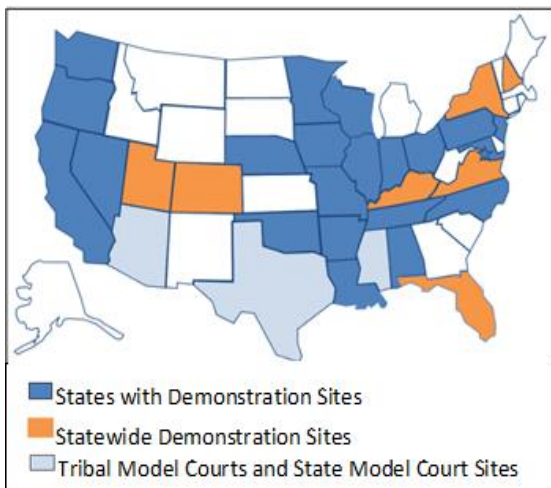 States with Demonstration Sites
Statewide Demonstration Sites
Tribal Model Courts and State Model Court Sites